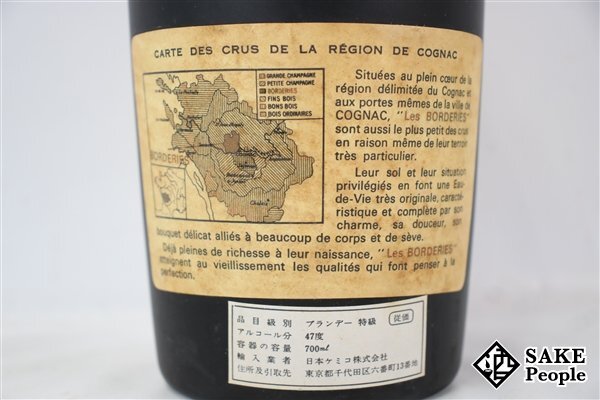 CARTE DES CRUS DE LA RÉGION DE COGNAC
GRANDE CHAMPAGNE
PETITE CHAMPAGNE
BORDERIES
FINS BOIS
BONS BOIS
BOIS ORDINAIRES
BORDERIES
Situées au plein cœur de la
région délimitée du Cognac et
aux portes mêmes de la ville de
COGNAC, "Les BORDERIES"
sont aussi le plus petit des crus
en raison même de leur terroir
très particulier.
Leur sol et leur situation
privilégiés en font une Eau-
de-Vie très originale, caracté-
ristique et complète par son
charme, sa douceur, son
bouquet délicat alliés à beaucoup de corps et de sève.
Déjà pleines de richesse à leur naissance, "Les BORDERIES"
atteignent au vieillissement les qualités qui font penser à la
perfection.
品目級別 ブランデー 特級 従価
アルコール分 47度
容器の容量 700ml
輸入業者 日本ケミコ株式会社
住所及引取先 東京都千代田区六番町13番地
SAKE
People